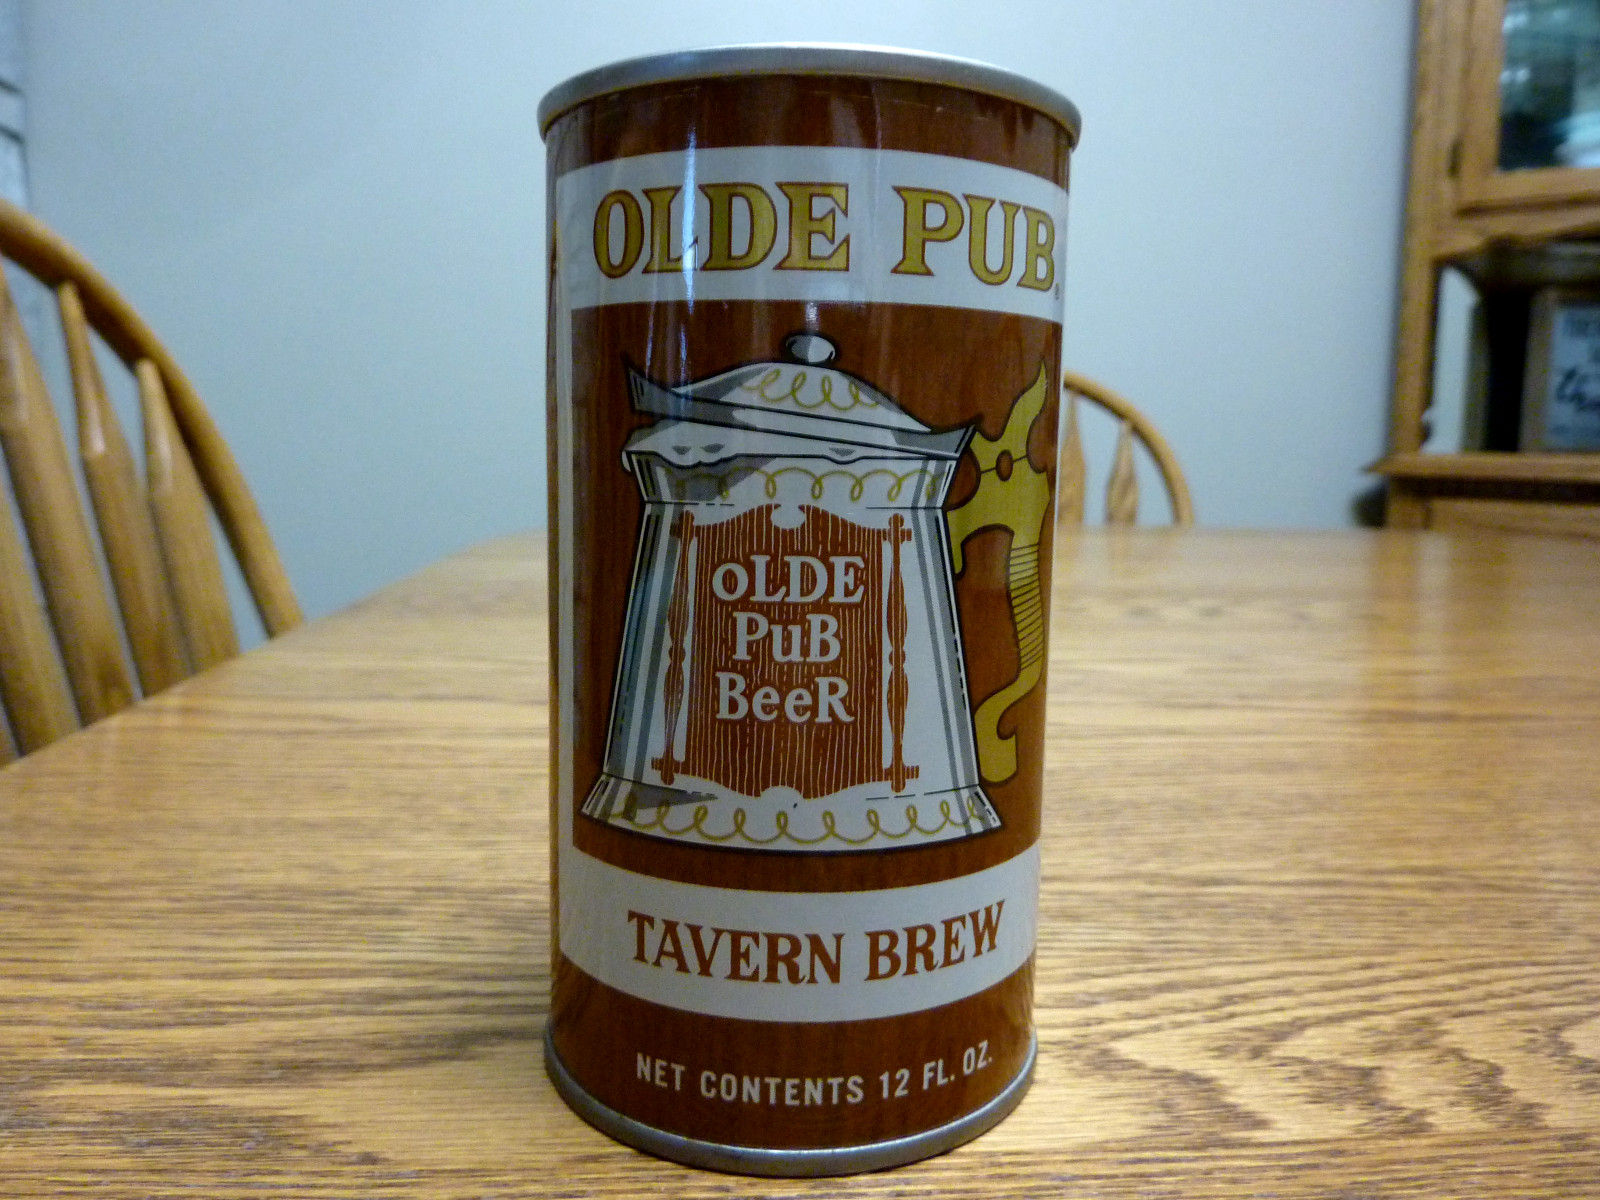 OLDE PUB®
oLDE
PuB
BeeR
TAVERN BREW
NET CONTENTS 12 FL. OZ.